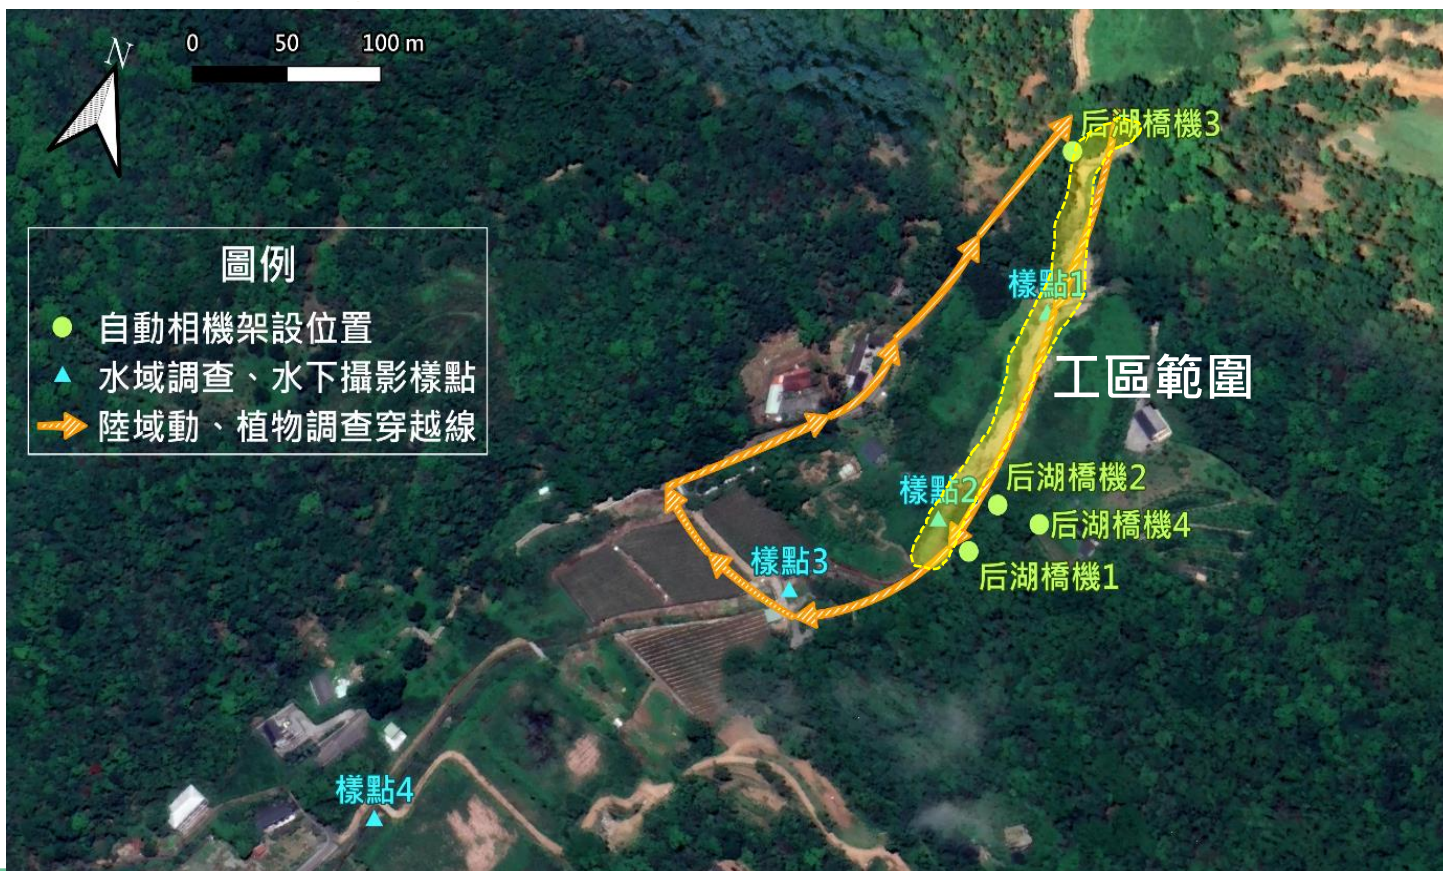 N
0 50 100 m
后湖橋機3
圖例
自動相機架設位置
水域調查、水下攝影樣點
陸域動、植物調查穿越線
樣點1
工區範圍
樣點2
后湖橋機2
后湖橋機4
后湖橋機1
樣點3
樣點4